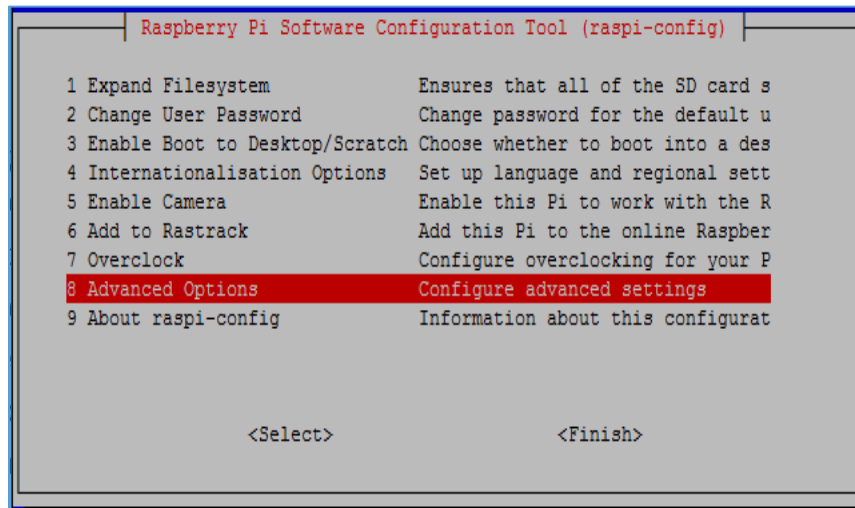 Raspberry Pi Software Configuration Tool (raspi-config)
1 Expand Filesystem Ensures that all of the SD card s
2 Change User Password Change password for the default u
3 Enable Boot to Desktop/Scratch Choose whether to boot into a des
4 Internationalisation Options Set up language and regional sett
5 Enable Camera Enable this Pi to work with the R
6 Add to Rastrack Add this Pi to the online Raspber
7 Overclock Configure overclocking for your P
8 Advanced Options Configure advanced settings
9 About raspi-config Information about this configurat
<Select> <Finish>